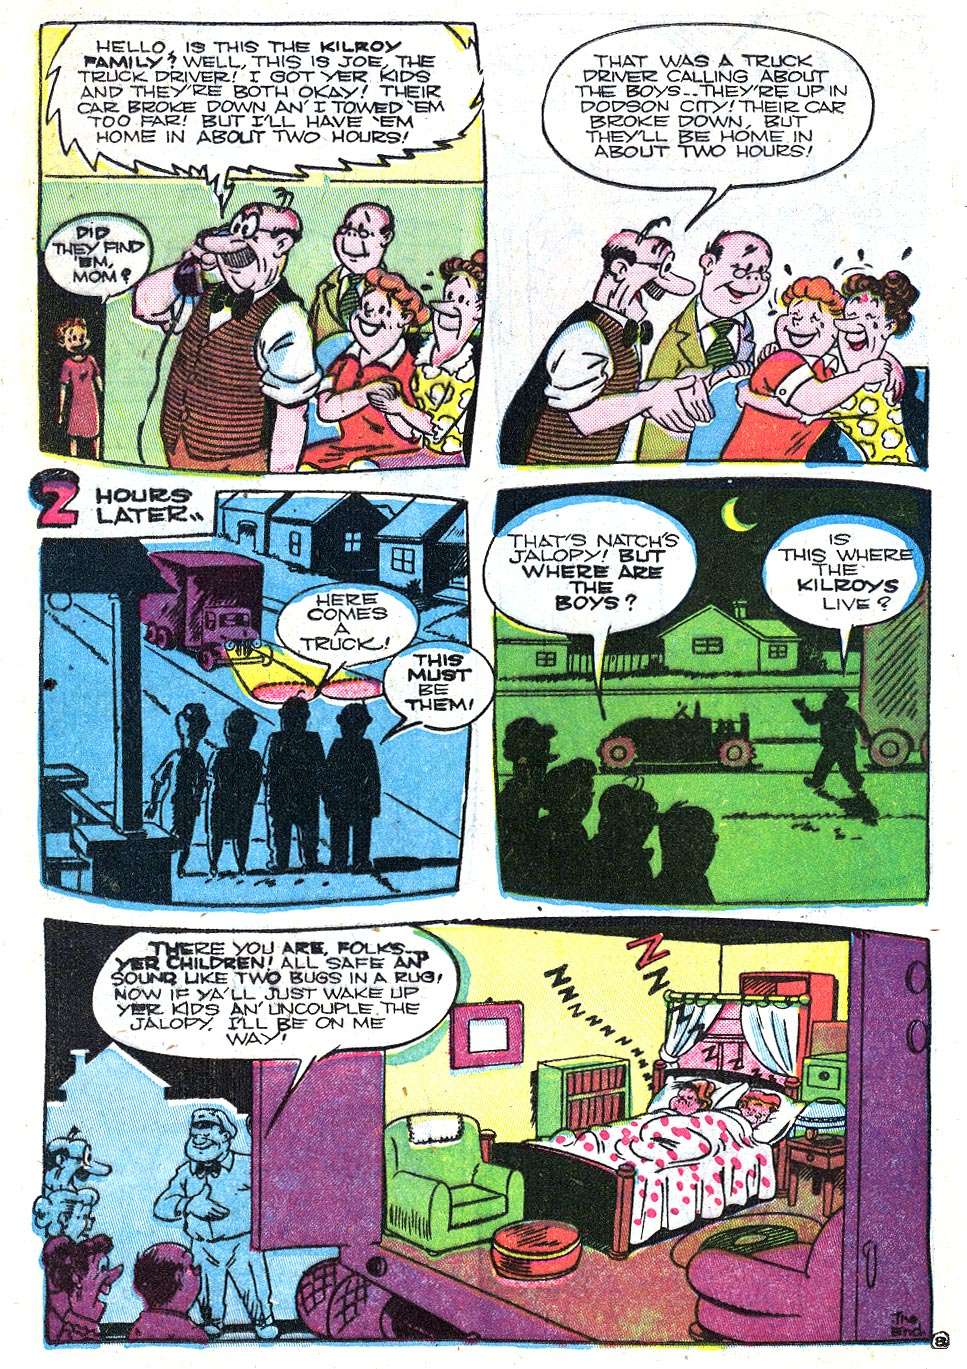 HELLO, IS THIS THE KILROY
FAMILY? WELL, THIS IS JOE, THE
TRUCK DRIVER! I GOT YER KIDS
AND THEY'RE BOTH OKAY! THEIR
CAR BROKE DOWN AN' I TOWED 'EM
TOO FAR! BUT I'LL HAVE 'EM
HOME IN ABOUT TWO HOURS!
DID
THEY FIND
'EM,
MOM?
THAT WAS A TRUCK
DRIVER CALLING ABOUT
THE BOYS-- THEY'RE UP IN
DODSON CITY! THEIR CAR
BROKE DOWN, BUT
THEY'LL BE HOME IN
ABOUT TWO HOURS!
2 HOURS
LATER..
HERE
COMES
A
TRUCK!
THIS
MUST
BE
THEM!
THAT'S NATCH'S
JALOPY! BUT
WHERE ARE
THE
BOYS?
IS
THIS WHERE
THE
KILROYS
LIVE?
THERE YOU ARE, FOLKS...
YER CHILDREN! ALL SAFE AN'
SOUND, LIKE TWO BUGS IN A RUG!
NOW IF YA'LL JUST WAKE UP
YER KIDS AN' UNCOUPLE THE
JALOPY, I'LL BE ON ME
WAY!
NNNNNNNNNN
NNNNN
The
End
8